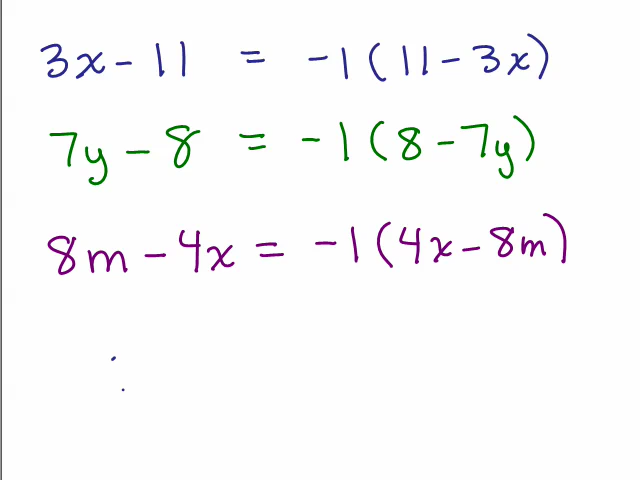 3x - 11 = -1(11 - 3x)
7y - 8 = -1(8 - 7y)
8m - 4x = -1(4x - 8m)